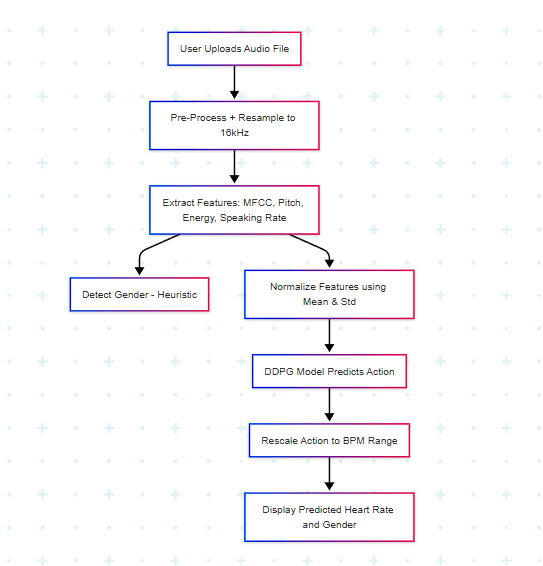 User Uploads Audio File
Pre-Process + Resample to
16kHz
Extract Features: MFCC, Pitch,
Energy, Speaking Rate
Detect Gender - Heuristic
Normalize Features using
Mean & Std
DDPG Model Predicts Action
Rescale Action to BPM Range
Display Predicted Heart Rate
and Gender